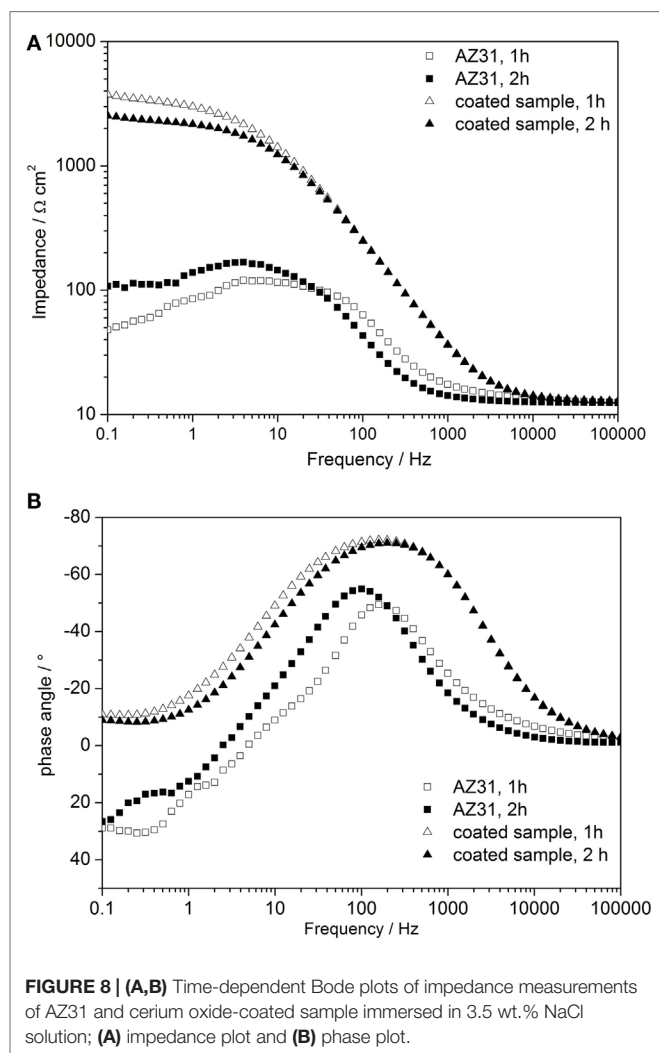 A
10000
1000
100
10
Impedance / Ω cm²
AZ31, 1h
AZ31, 2h
coated sample, 1h
coated sample, 2 h
0.1 1 10 100 1000 10000 100000
Frequency / Hz
B
-80
-60
-40
-20
0
20
40
phase angle / °
AZ31, 1h
AZ31, 2h
coated sample, 1h
coated sample, 2 h
0.1 1 10 100 1000 10000 100000
Frequency / Hz
FIGURE 8 | (A,B) Time-dependent Bode plots of impedance measurements
of AZ31 and cerium oxide-coated sample immersed in 3.5 wt.% NaCl
solution; (A) impedance plot and (B) phase plot.